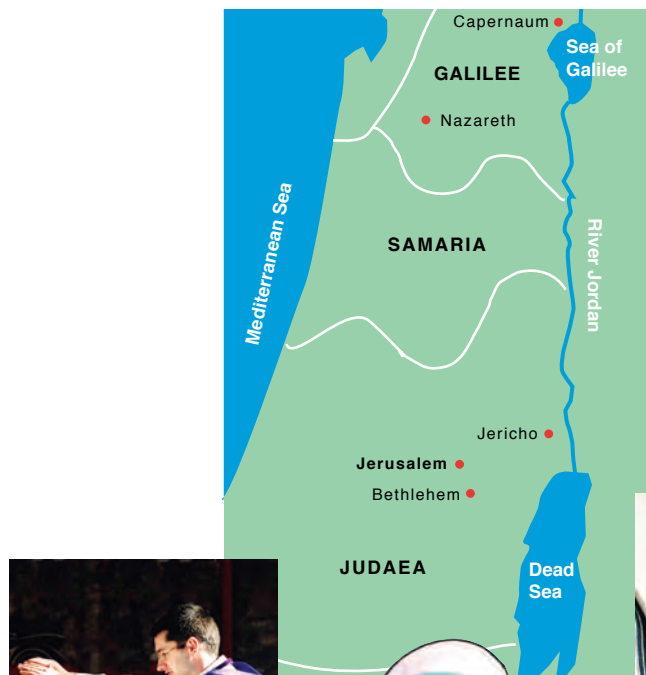 Capernaum
Sea of
Galilee
GALILEE
Nazareth
Mediterranean Sea
SAMARIA
River Jordan
Jericho
Jerusalem
Bethlehem
JUDAEA
Dead
Sea